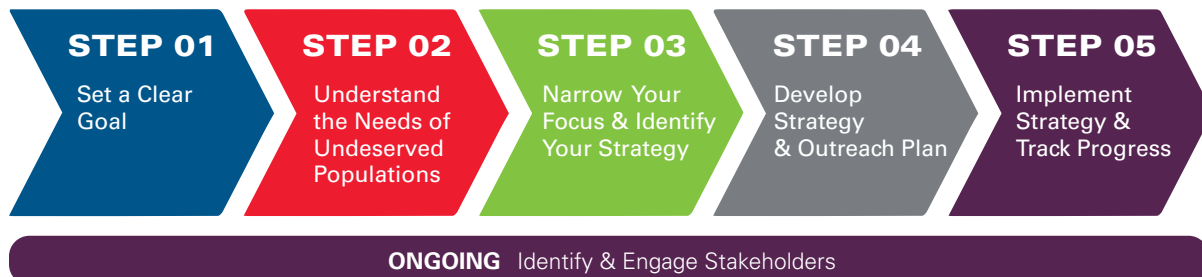 STEP 01
Set a Clear
Goal
STEP 02
Understand
the Needs of
Undeserved
Populations
STEP 03
Narrow Your
Focus & Identify
Your Strategy
STEP 04
Develop
Strategy
& Outreach Plan
STEP 05
Implement
Strategy &
Track Progress
ONGOING Identify & Engage Stakeholders